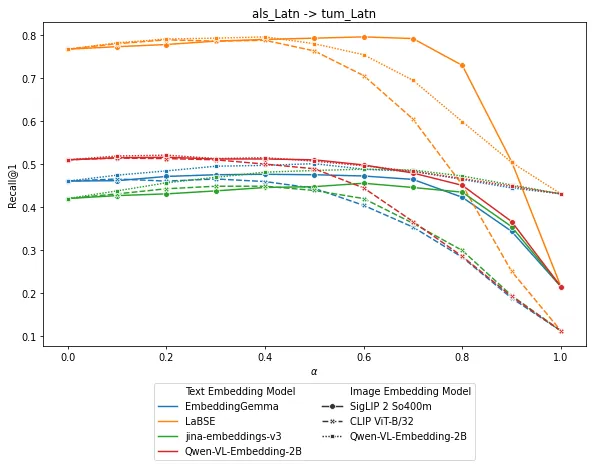 als_Latn -> tum_Latn
Recall@1
0.8
0.7
0.6
0.5
0.4
0.3
0.2
0.1
0.0 0.2 0.4 0.6 0.8 1.0
α
Text Embedding Model Image Embedding Model
EmbeddingGemma SigLIP 2 So400m
LaBSE CLIP ViT-B/32
jina-embeddings-v3 Qwen-VL-Embedding-2B
Qwen-VL-Embedding-2B